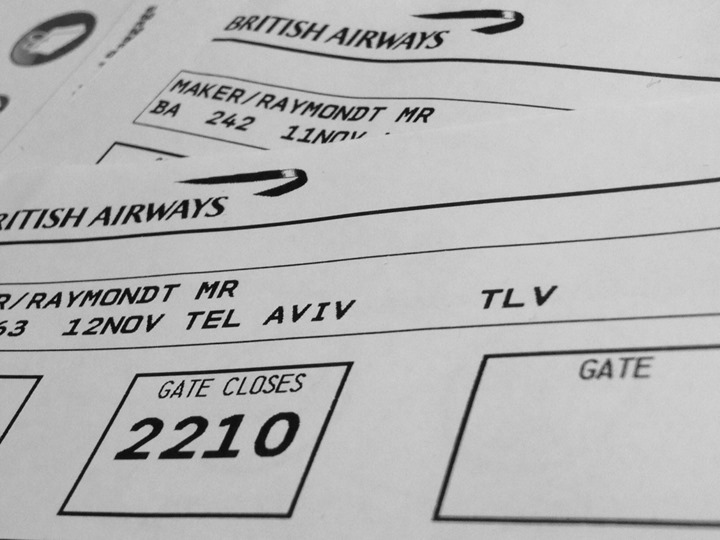 BRITISH AIRWAYS
MAKER/RAYMONDT MR
BA 242 11NOV
RITISH AIRWAYS
R/RAYMONDT MR
63 12NOV TEL AVIV TLV
GATE CLOSES
2210
GATE